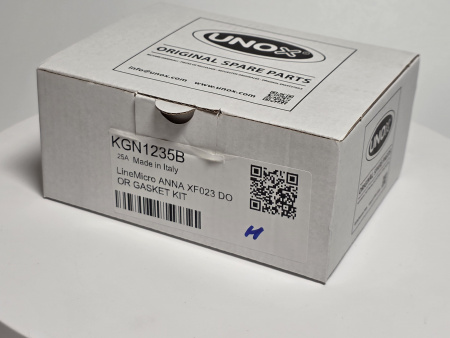 UNOX
ORIGINAL SPARE PARTS
info@unox.com www.unox.com
KGN1235B
25A Made in Italy
LineMicro ANNA XF023 DO
OR GASKET KIT
H
UNOX